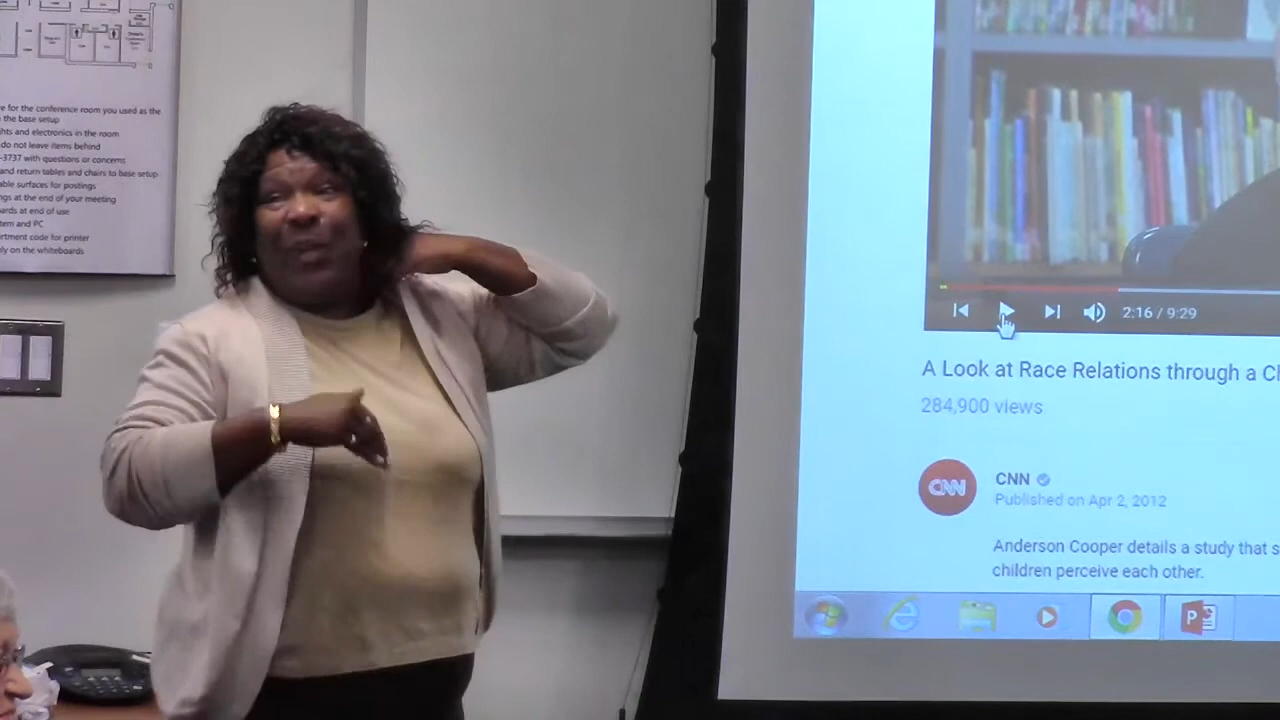 e for the conference room you used as the
the base setup
hts and electronics in the room
do not leave items behind
-3737 with questions or concerns
and return tables and chairs to base setup
able surfaces for postings
ngs at the end of your meeting
ards at end of use
tem and PC
rtment code for printer
ly on the whiteboards
2:16 / 9:29
A Look at Race Relations through a Ch
284,900 views
CNN
CNN
Published on Apr 2, 2012
Anderson Cooper details a study that s
children perceive each other.